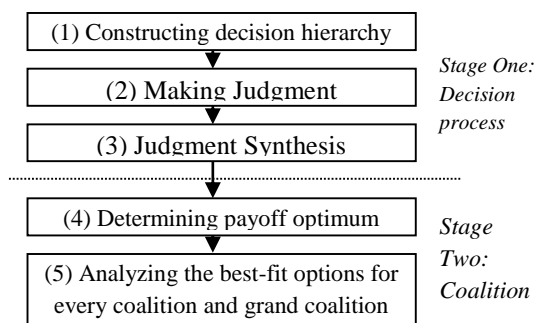 (1) Constructing decision hierarchy
(2) Making Judgment
(3) Judgment Synthesis
Stage One:
Decision
process
(4) Determining payoff optimum
(5) Analyzing the best-fit options for
every coalition and grand coalition
Stage
Two:
Coalition